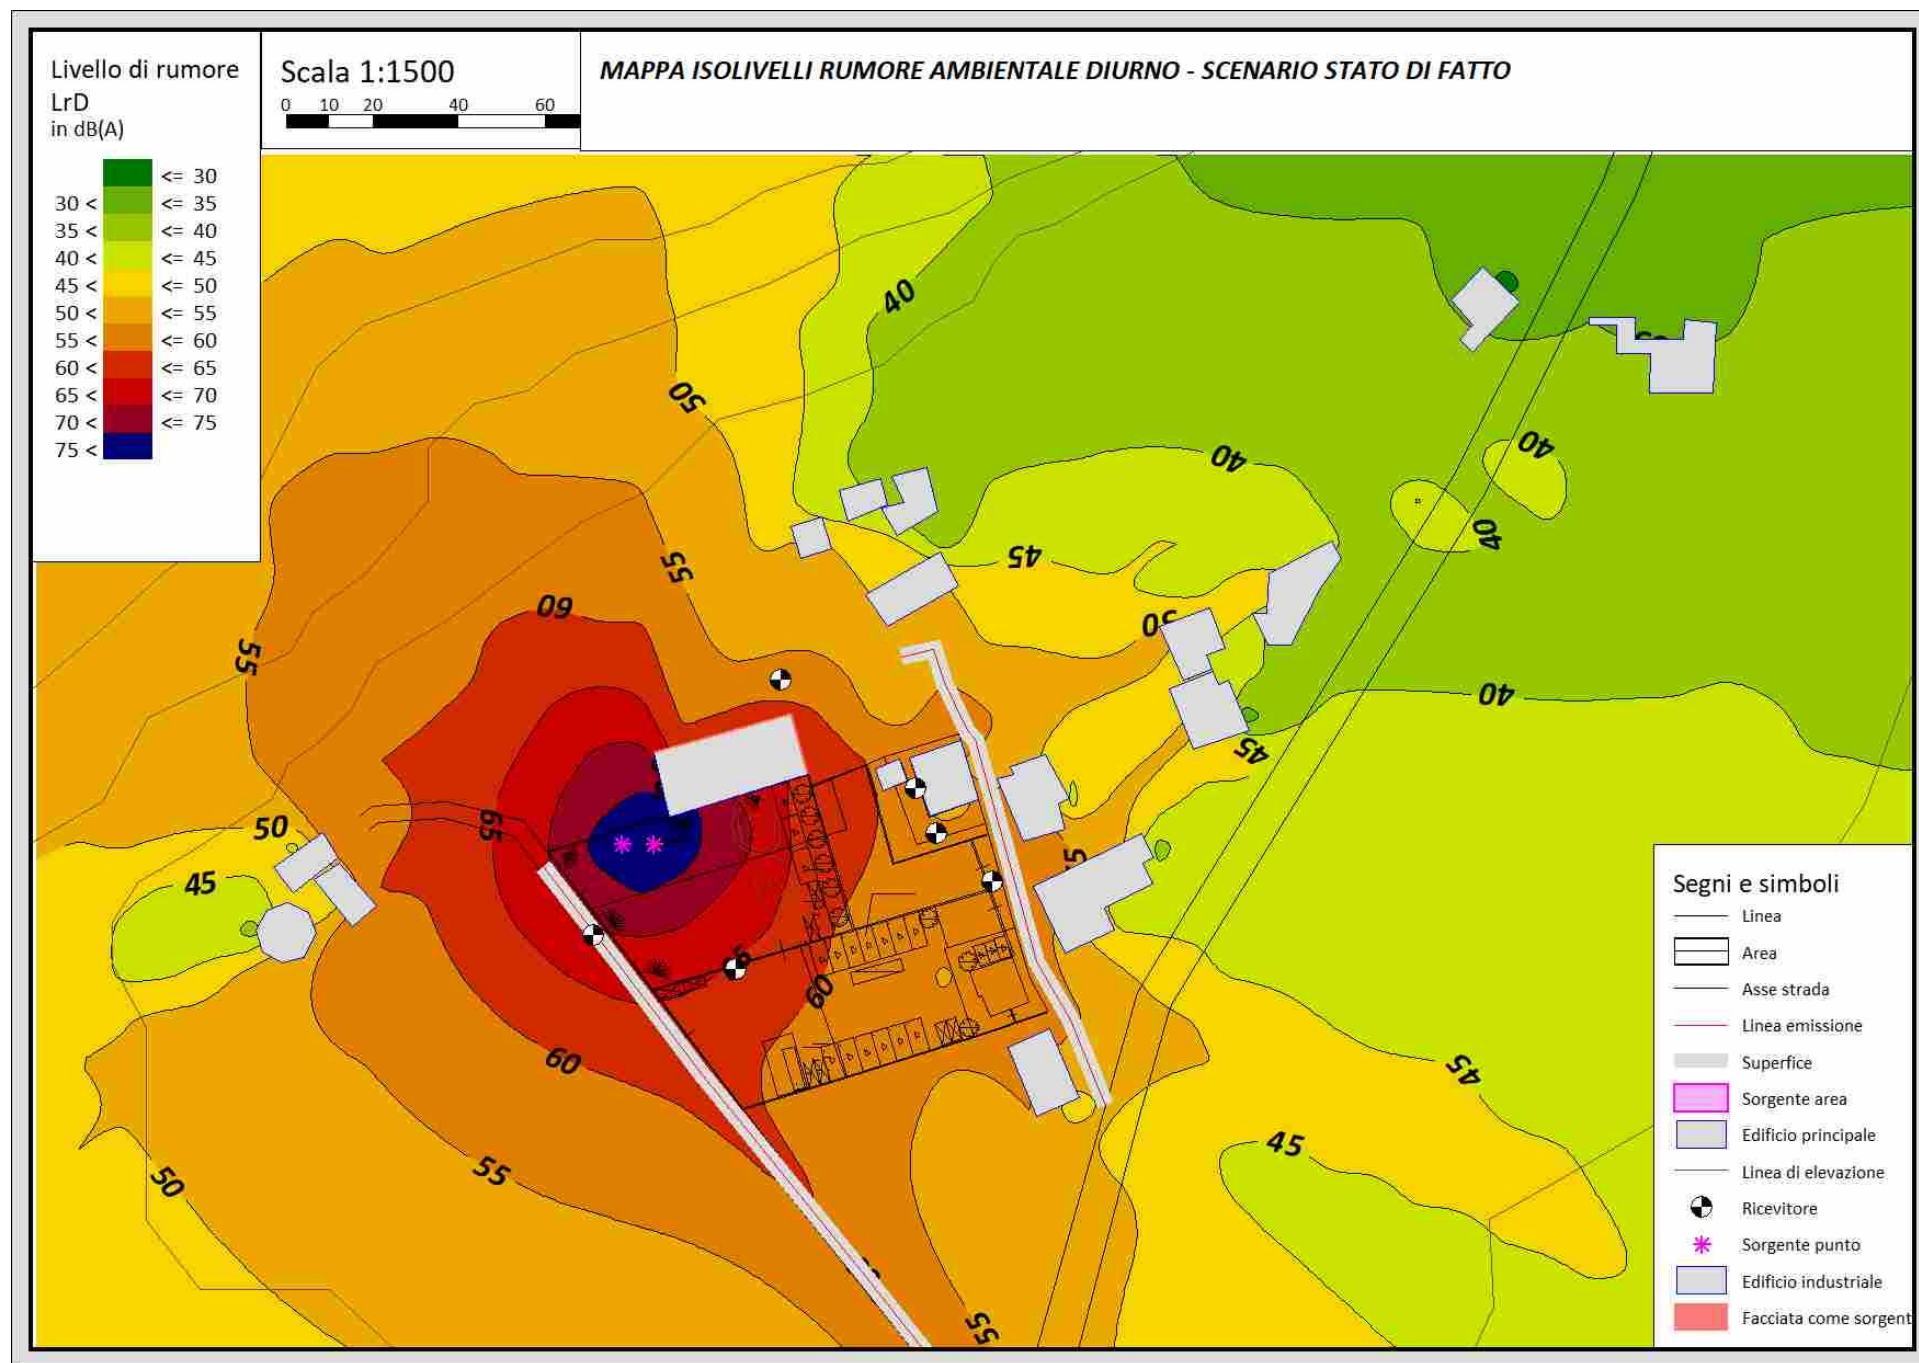 Livello di rumore
LrD
in dB(A)
<= 30
30 < <= 35
35 < <= 40
40 < <= 45
45 < <= 50
50 < <= 55
55 < <= 60
60 < <= 65
65 < <= 70
70 < <= 75
75 <
Scala 1:1500
0 10 20 40 60
MAPPA ISOLIVELLI RUMORE AMBIENTALE DIURNO - SCENARIO STATO DI FATTO
40
50
40
40
40
45
55
60
50
55
40
45
65
50
45
60
60
45
45
55
50
55
Segni e simboli
Linea
Area
Asse strada
Linea emissione
Superfice
Sorgente area
Edificio principale
Linea di elevazione
Ricevitore
Sorgente punto
Edificio industriale
Facciata come sorgent